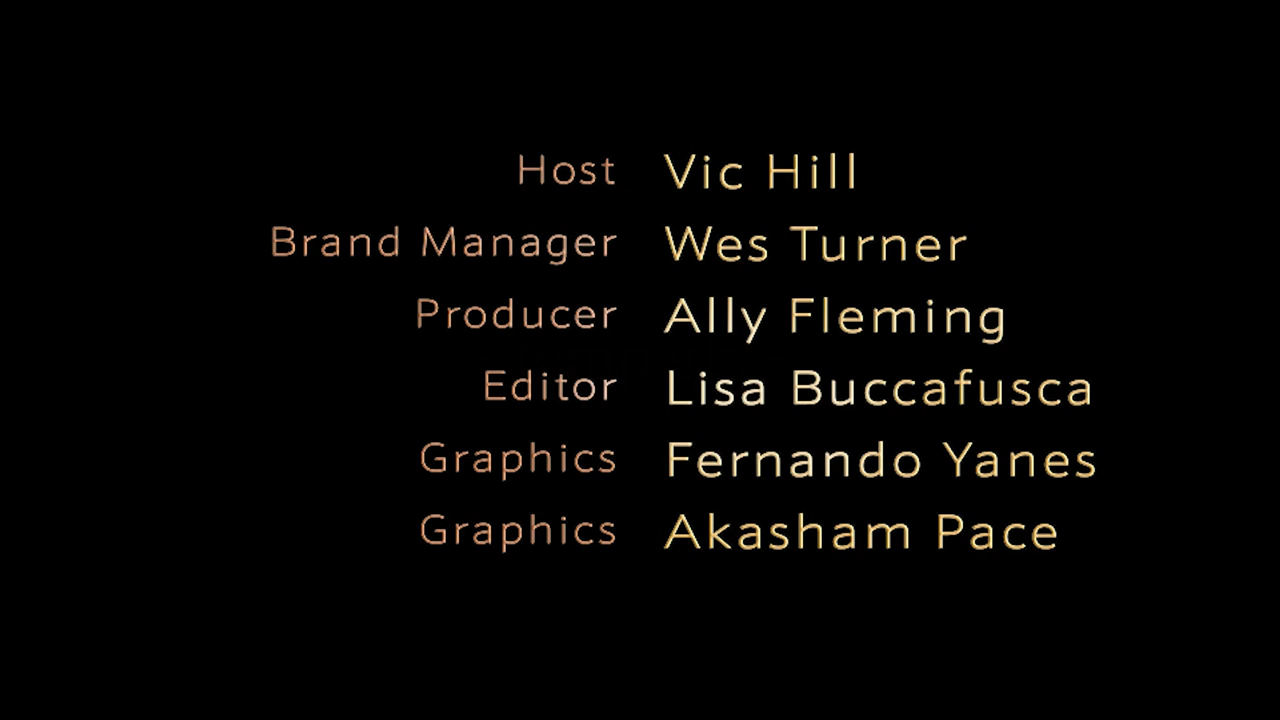 Host Vic Hill
Brand Manager Wes Turner
Producer Ally Fleming
Editor Lisa Buccafusca
Graphics Fernando Yanes
Graphics Akasham Pace